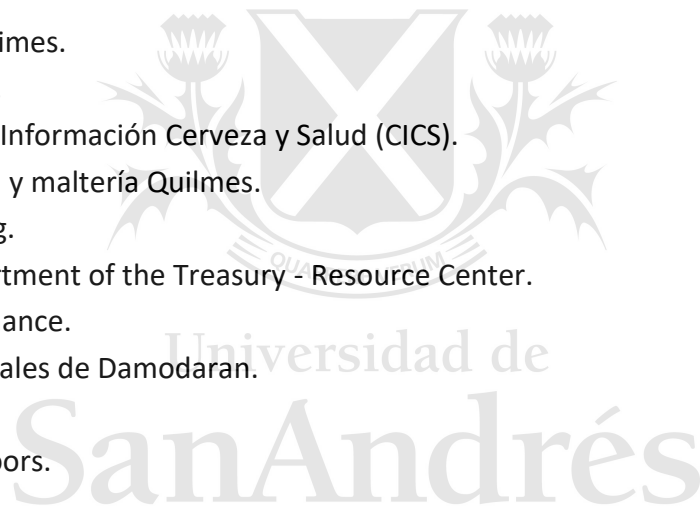 imes.
Información Cerveza y Salud (CICS).
y maltería Quilmes.
g.
rtment of the Treasury - Resource Center.
ance.
ales de Damodaran.
oors.
Universidad de
SanAndrés